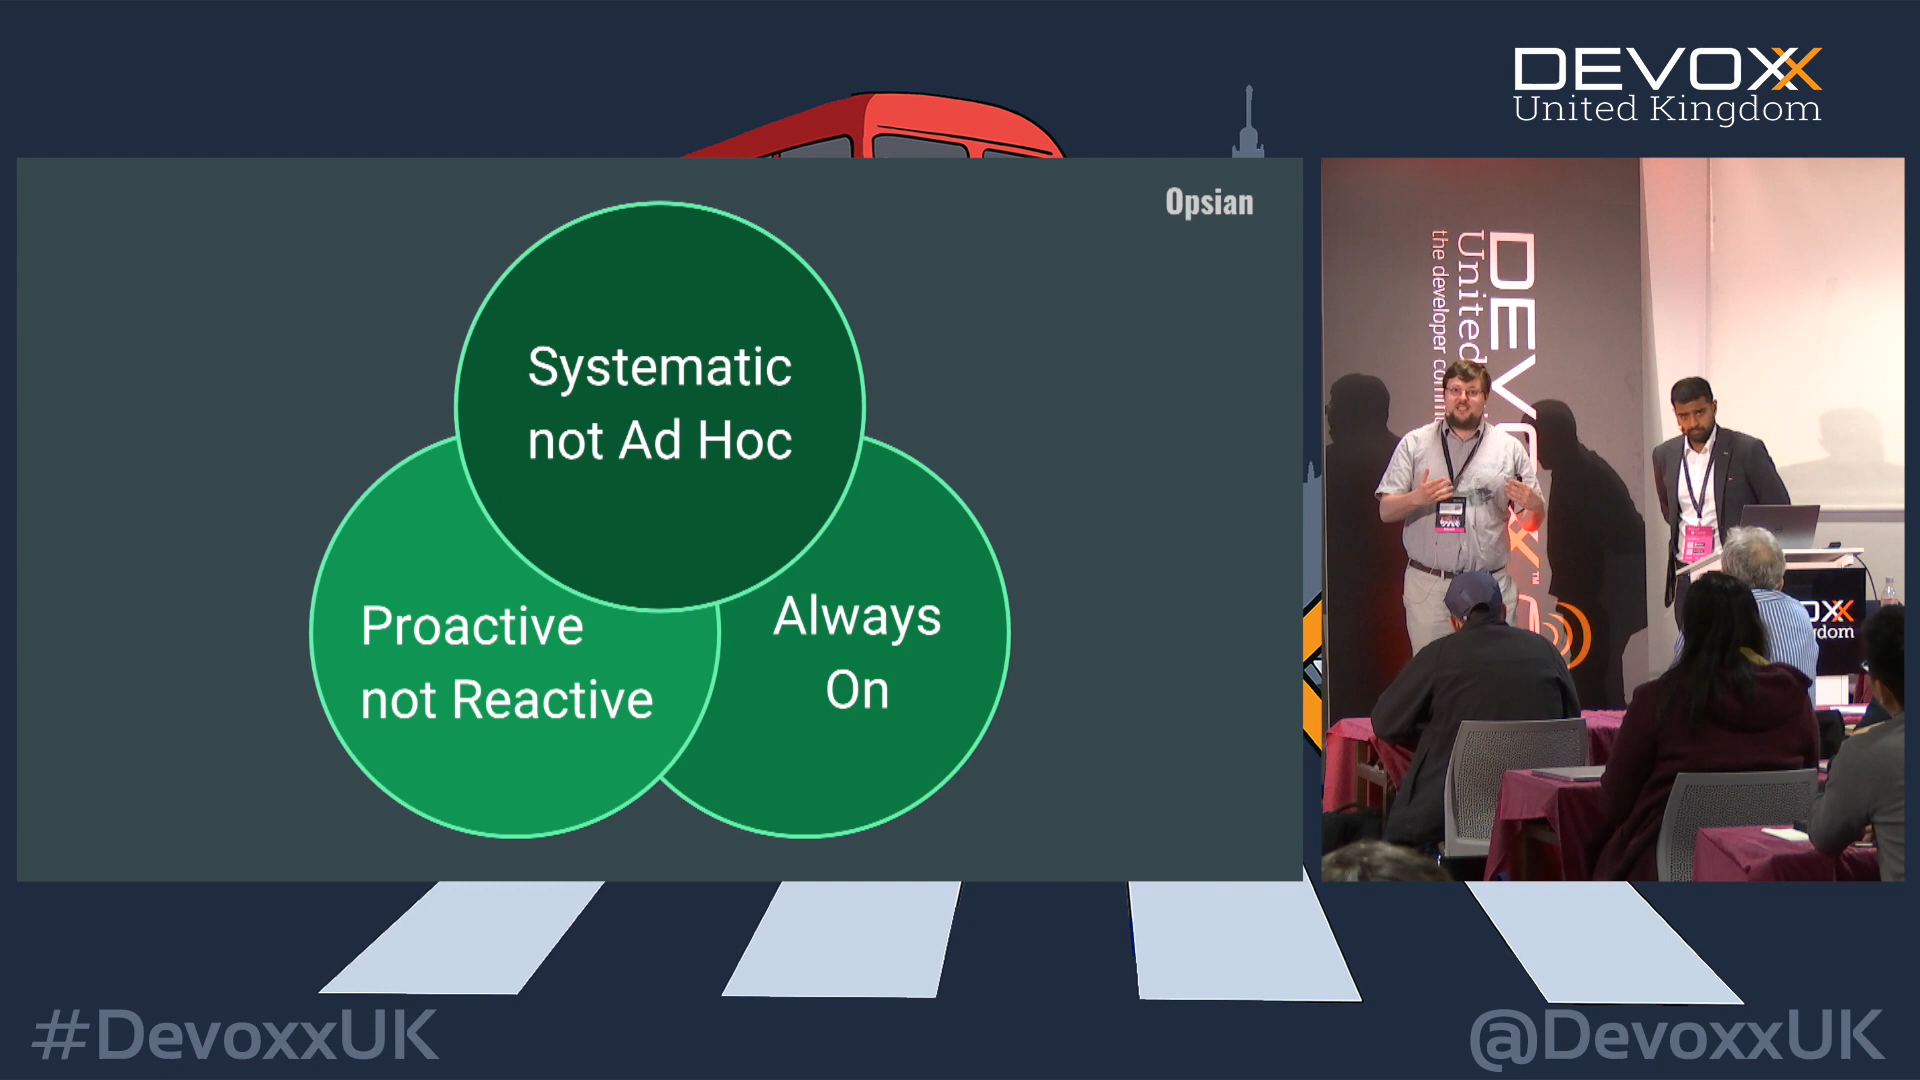 DEVOXX
United Kingdom
Opsian
Systematic
not Ad Hoc
Proactive
not Reactive
Always
On
DEVOXX
United
the developer
TM
#DevoxxUK
@DevoxxUK